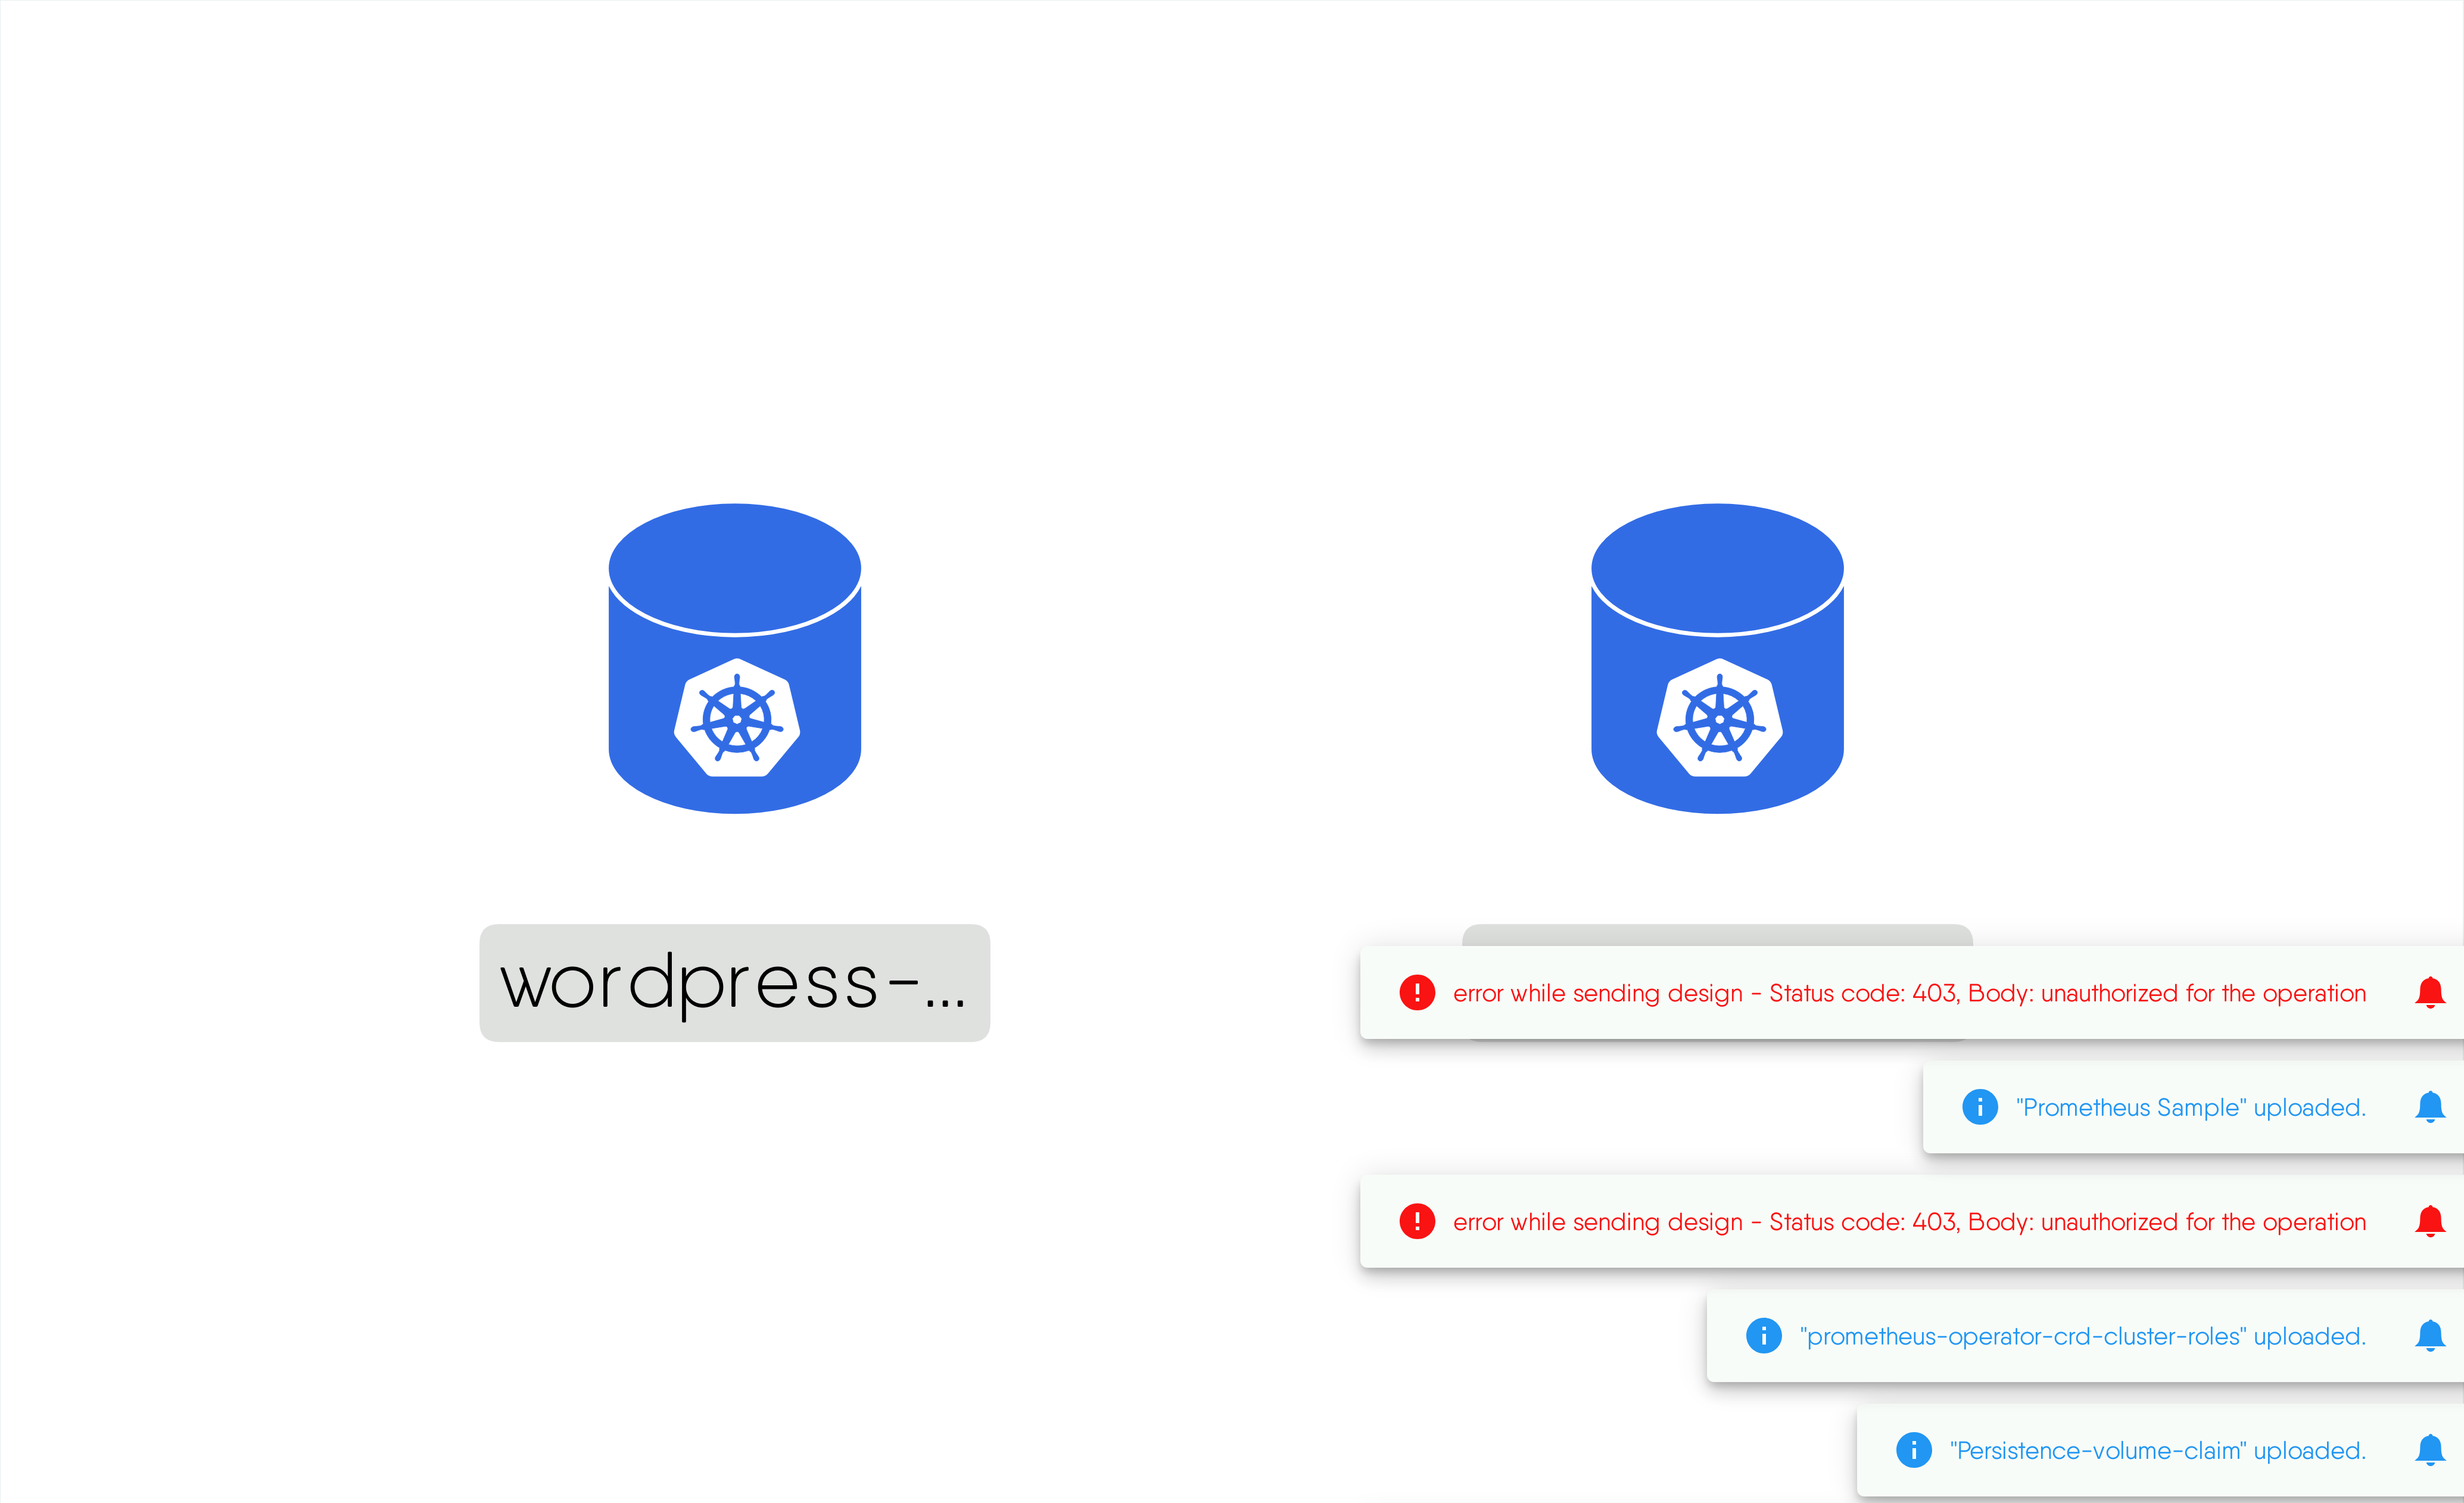 wordpress-...
error while sending design - Status code: 403, Body: unauthorized for the operation
"Prometheus Sample" uploaded.
error while sending design - Status code: 403, Body: unauthorized for the operation
"prometheus-operator-crd-cluster-roles" uploaded.
"Persistence-volume-claim" uploaded.